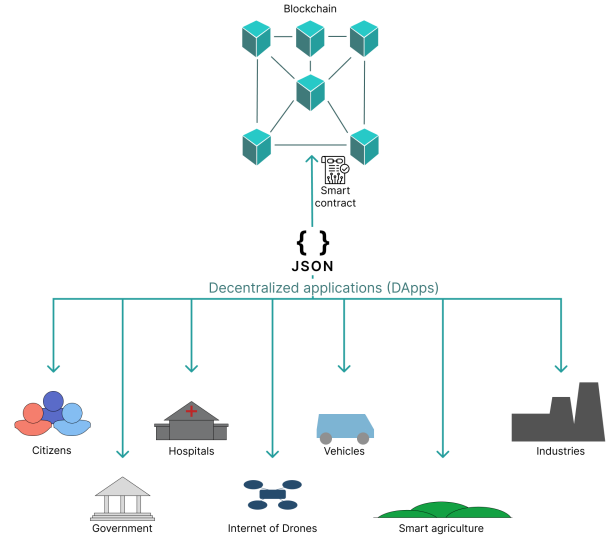 Blockchain
Smart
contract
{ }
JSON
Decentralized applications (DApps)
Citizens
Hospitals
Vehicles
Industries
Government
Internet of Drones
Smart agriculture